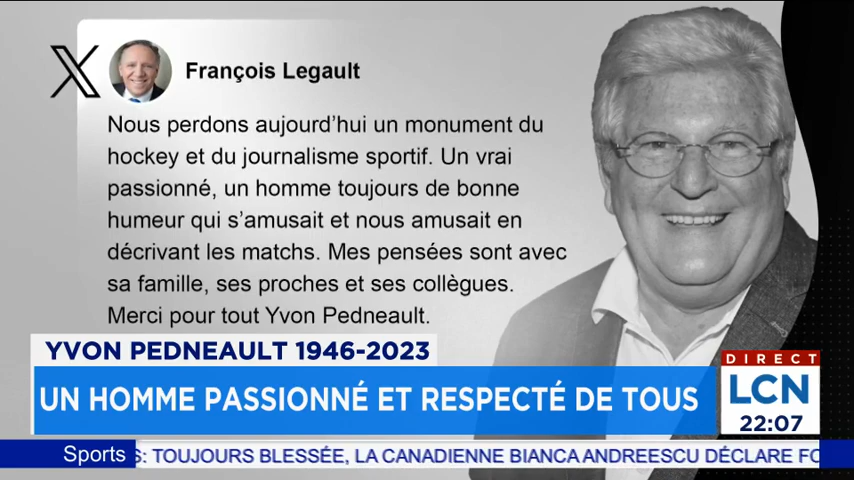 François Legault
Nous perdons aujourd'hui un monument du
hockey et du journalisme sportif. Un vrai
passionné, un homme toujours de bonne
humeur qui s'amusait et nous amusait en
décrivant les matchs. Mes pensées sont avec
sa famille, ses proches et ses collègues.
Merci pour tout Yvon Pedneault.
YVON PEDNEAULT 1946-2023
UN HOMME PASSIONNÉ ET RESPECTÉ DE TOUS
DIRECT
LCN
22:07
Sports
: TOUJOURS BLESSÉE, LA CANADIENNE BIANCA ANDREESCU DÉCLARE